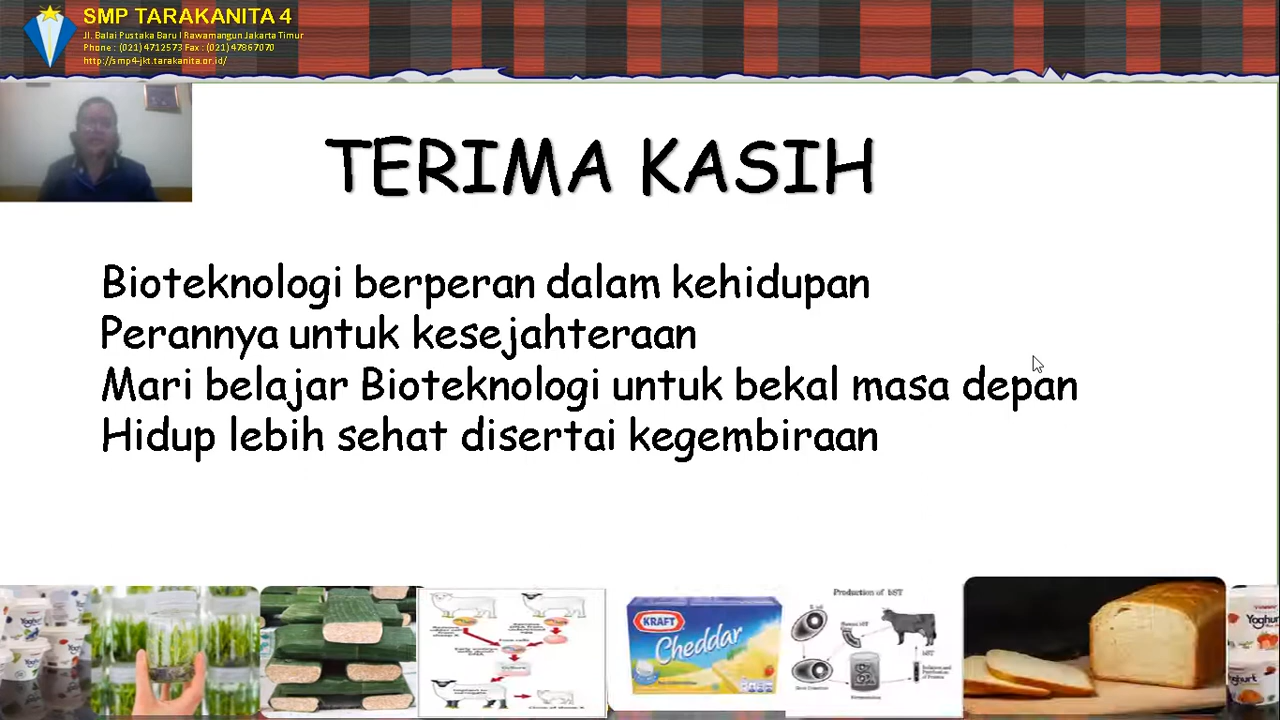 SMP TARAKANITA 4
Jl. Balai Pustaka Baru I Rawamangun Jakarta Timur
Phone : (021) 4712573 Fax : (021) 47867070
http://smp4-jkt.tarakanita.or.id/
TERIMA KASIH
Bioteknologi berperan dalam kehidupan
Perannya untuk kesejahteraan
Mari belajar Bioteknologi untuk bekal masa depan
Hidup lebih sehat disertai kegembiraan
KRAFT
Cheddar
Production of bST
Yoghurt